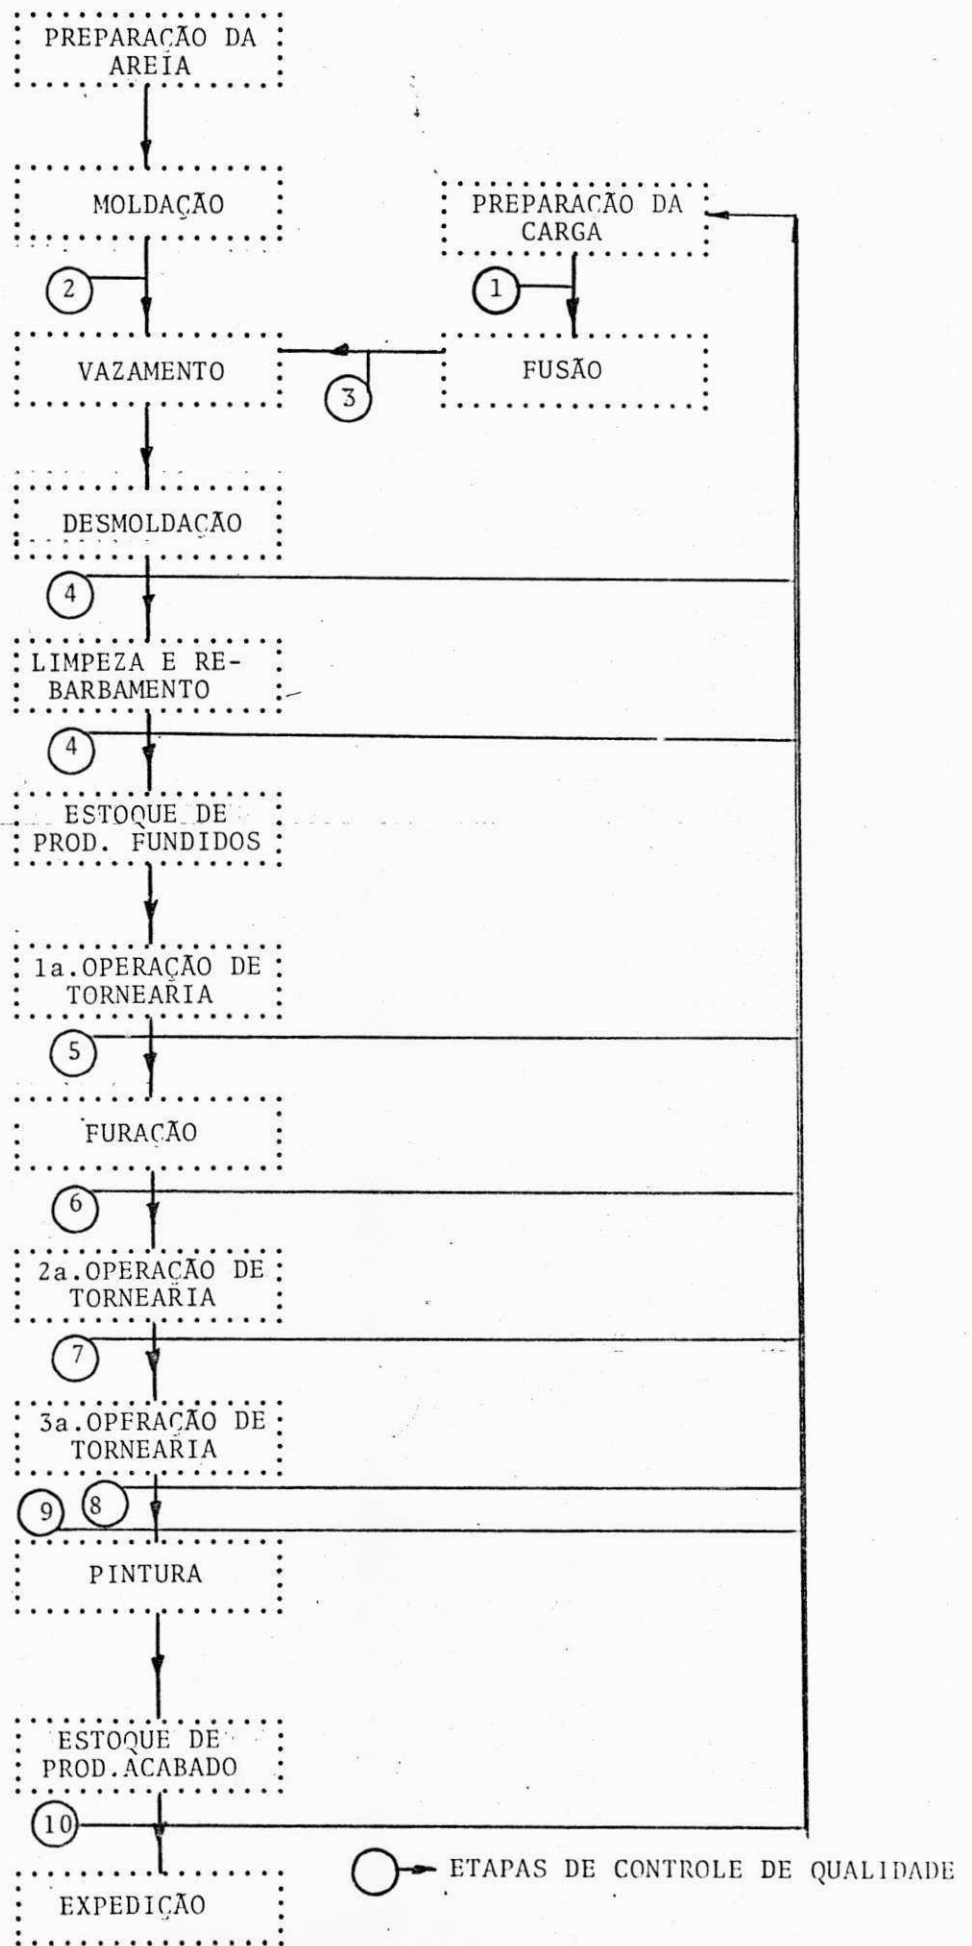 PREPARAÇÃO DA
AREIA
MOLDAÇÃO
PREPARAÇÃO DA
CARGA
2
1
VAZAMENTO
FUSÃO
3
DESMOLDAÇÃO
4
LIMPEZA E RE-
BARBAMENTO
4
ESTOQUE DE
PROD. FUNDIDOS
1a.OPERAÇÃO DE
TORNEARIA
5
FURAÇÃO
6
2a.OPERAÇÃO DE
TORNEARIA
7
3a.OPERAÇÃO DE
TORNEARIA
9
8
PINTURA
ESTOQUE DE
PROD.ACABADO
10
ETAPAS DE CONTROLE DE QUALIDADE
EXPEDIÇÃO